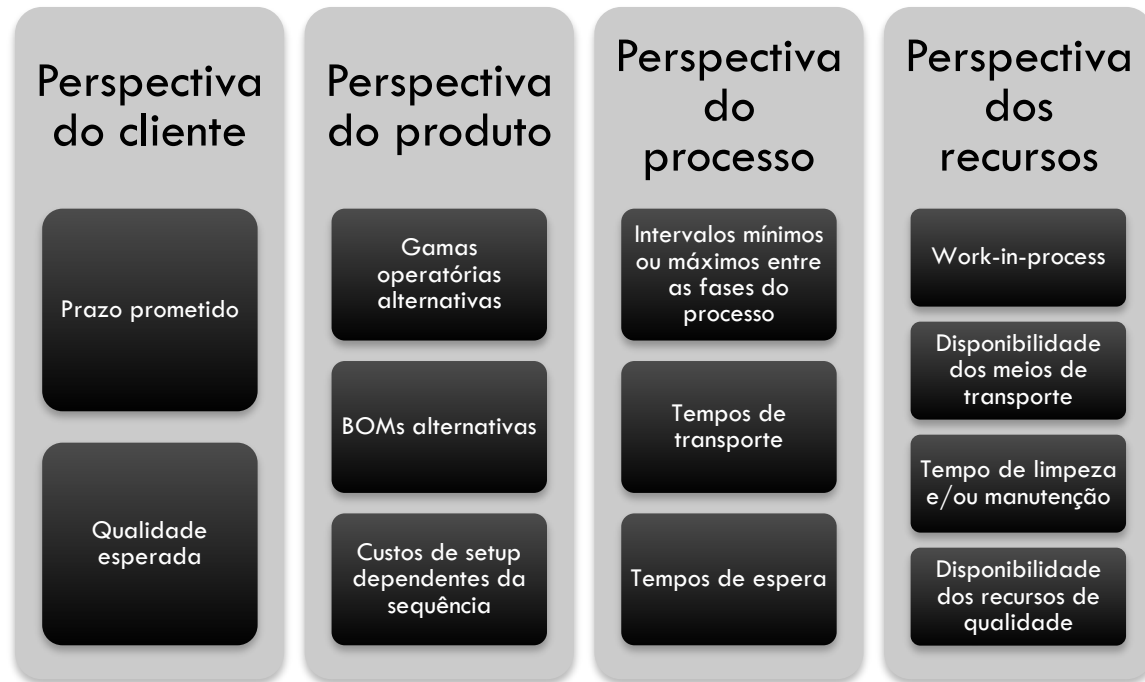 Perspectiva
do cliente
Prazo prometido
Qualidade
esperada
Perspectiva
do produto
Gamas
operatórias
alternativas
BOMs alternativas
Custos de setup
dependentes da
sequência
Perspectiva
do
processo
Intervalos mínimos
ou máximos entre
as fases do
processo
Tempos de
transporte
Tempos de espera
Perspectiva
dos
recursos
Work-in-process
Disponibilidade
dos meios de
transporte
Tempo de limpeza
e/ou manutenção
Disponibilidade
dos recursos de
qualidade